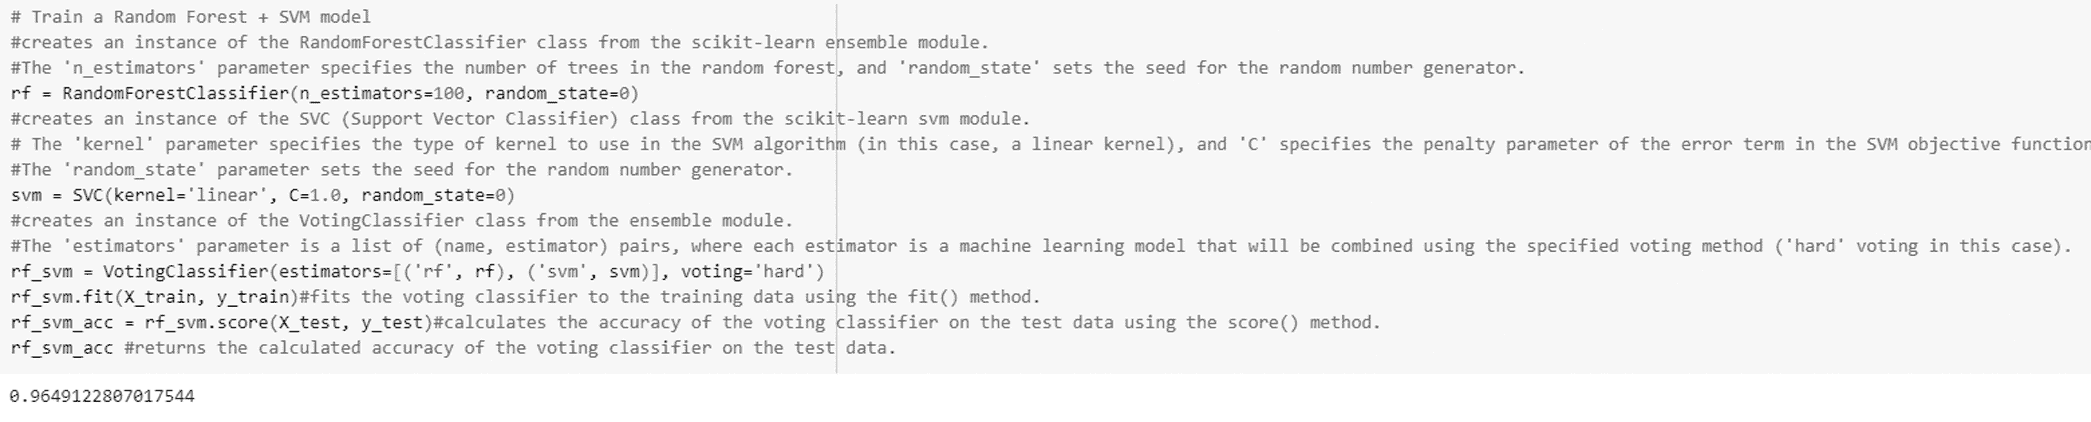 # Train a Random Forest + SVM model
#creates an instance of the RandomForestClassifier class from the scikit-learn ensemble module.
#The 'n_estimators' parameter specifies the number of trees in the random forest, and 'random_state' sets the seed for the random number generator.
rf = RandomForestClassifier(n_estimators=100, random_state=0)
#creates an instance of the SVC (Support Vector Classifier) class from the scikit-learn svm module.
# The 'kernel' parameter specifies the type of kernel to use in the SVM algorithm (in this case, a linear kernel), and 'C' specifies the penalty parameter of the error term in the SVM objective function
#The 'random_state' parameter sets the seed for the random number generator.
svm = SVC(kernel='linear', C=1.0, random_state=0)
#creates an instance of the VotingClassifier class from the ensemble module.
#The 'estimators' parameter is a list of (name, estimator) pairs, where each estimator is a machine learning model that will be combined using the specified voting method ('hard' voting in this case).
rf_svm = VotingClassifier(estimators=[('rf', rf), ('svm', svm)], voting='hard')
rf_svm.fit(X_train, y_train)#fits the voting classifier to the training data using the fit() method.
rf_svm_acc = rf_svm.score(X_test, y_test)#calculates the accuracy of the voting classifier on the test data using the score() method.
rf_svm_acc #returns the calculated accuracy of the voting classifier on the test data.
0.9649122807017544